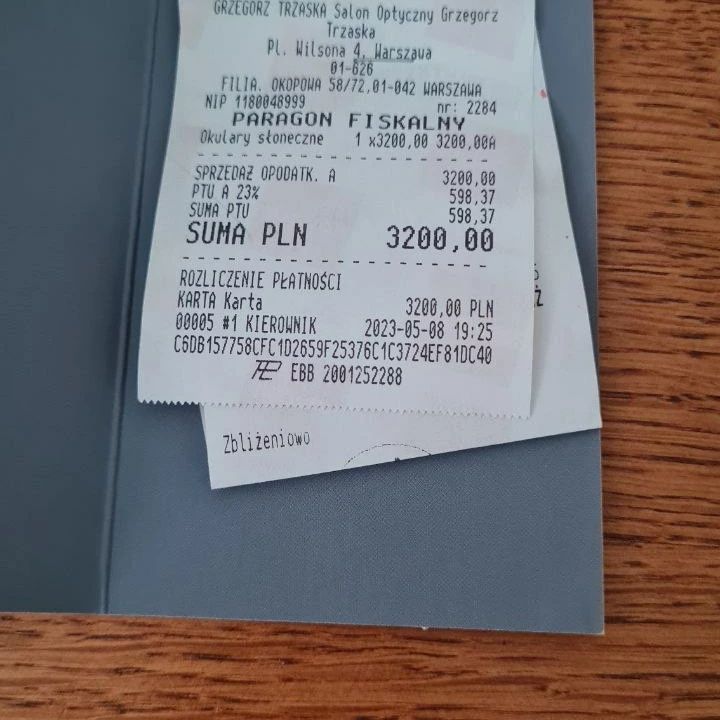 GRZEGORZ TRZASKA Salon Optyczny Grzegorz
Trzaska
Pl. Wilsona 4, Warszawa
01-626
FILIA. OKOPOWA 58/72,01-042 WARSZAWA
NIP 1180048999 nr: 2284
PARAGON FISKALNY
Okulary słoneczne 1 x3200,00 3200,00A
SPRZEDAŻ OPODATK. A 3200,00
PTU A 23% 598,37
SUMA PTU 598,37
SUMA PLN 3200,00
ROZLICZENIE PŁATNOŚCI
KARTA Karta 3200,00 PLN
00005 #1 KIEROWNIK 2023-05-08 19:25
C6DB157758CFC1D2659F25376C1C3724EF81DC40
EBB 2001252288
Zbliżeniowo